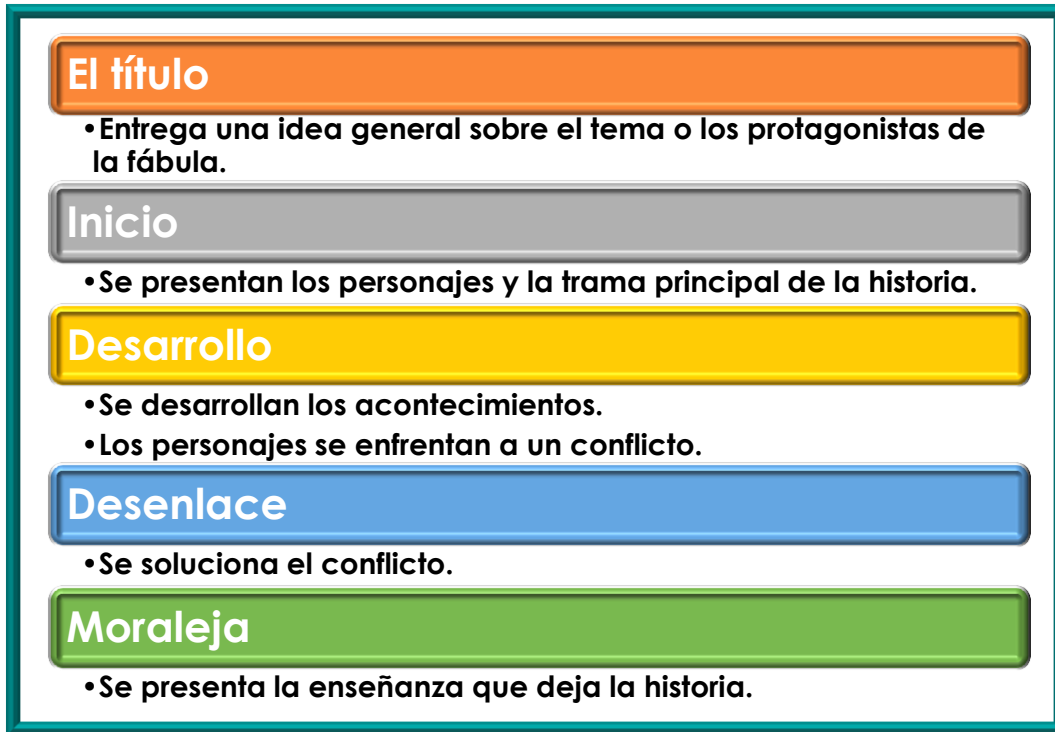 El título
•Entrega una idea general sobre el tema o los protagonistas de
la fábula.
Inicio
•Se presentan los personajes y la trama principal de la historia.
Desarrollo
•Se desarrollan los acontecimientos.
•Los personajes se enfrentan a un conflicto.
Desenlace
•Se soluciona el conflicto.
Moraleja
•Se presenta la enseñanza que deja la historia.